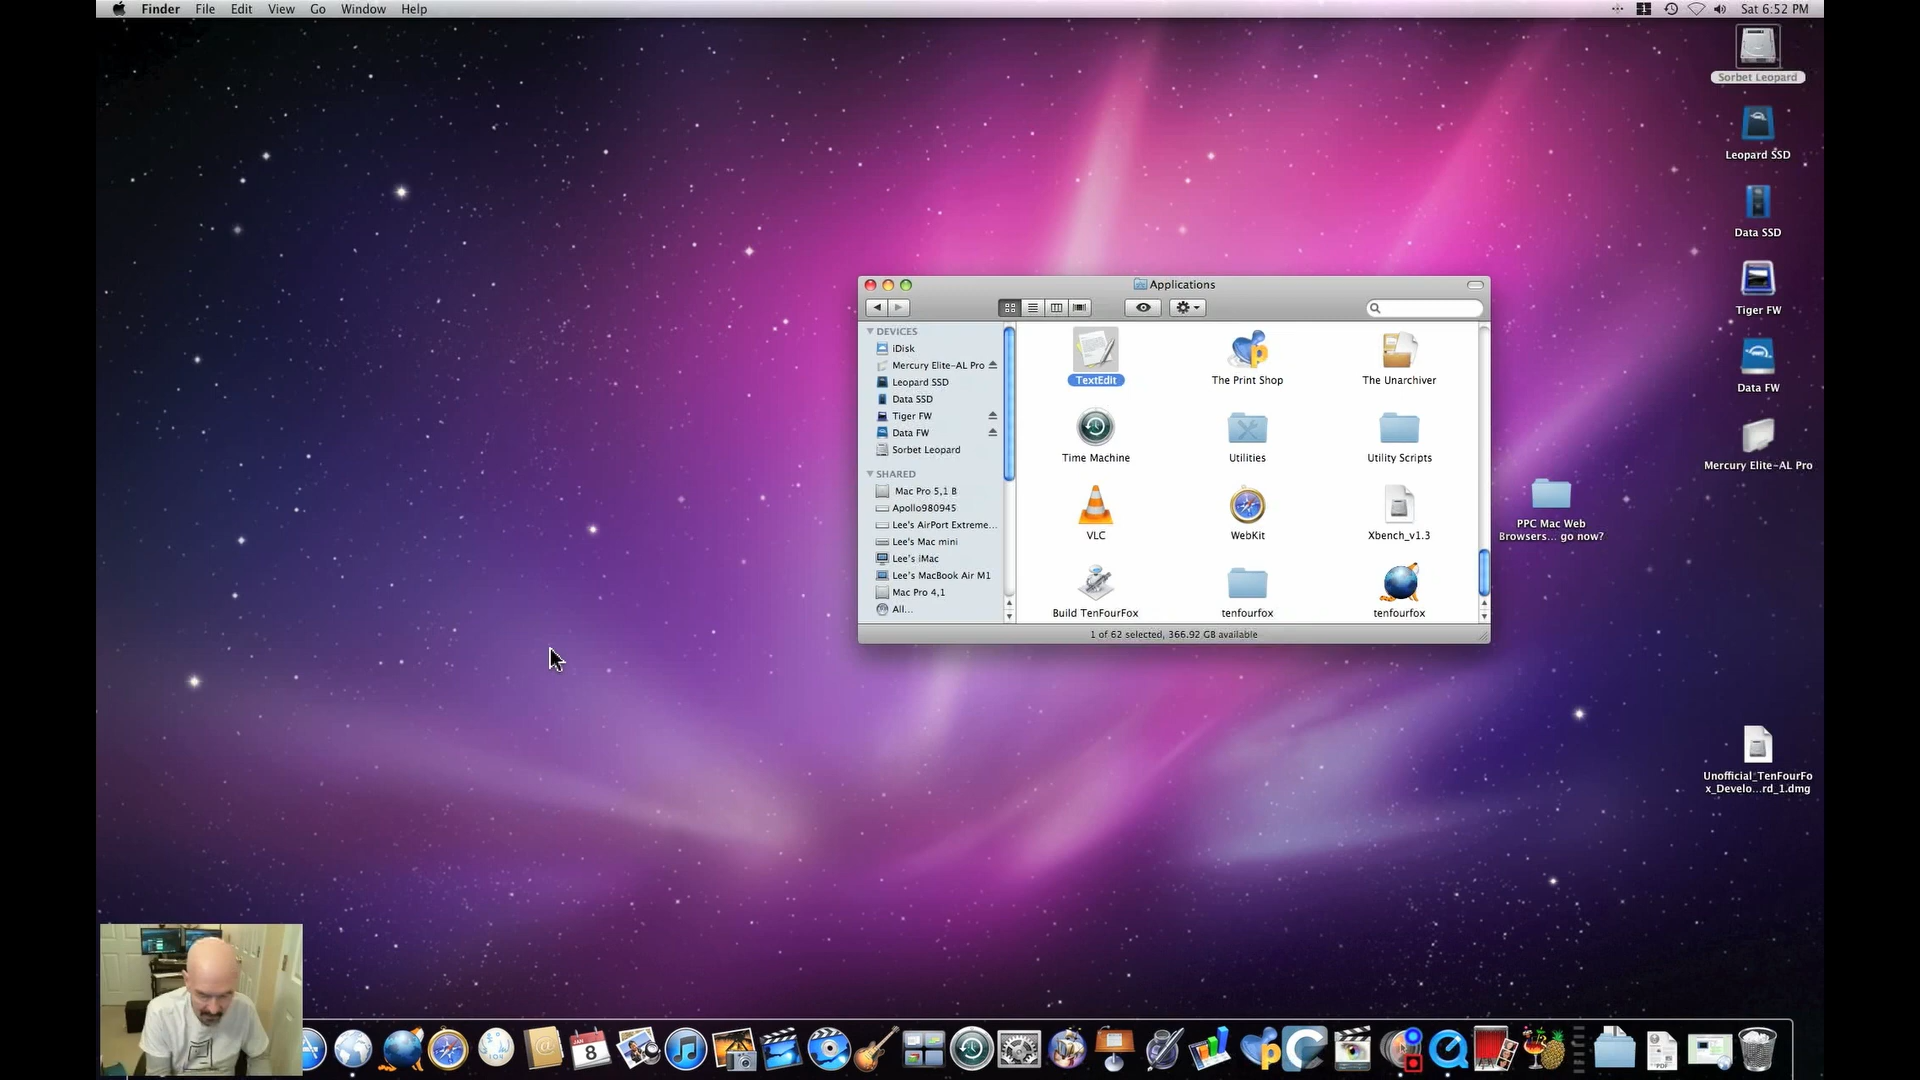 Finder File Edit View Go Window Help
1
Sat 6:52 PM
Sorbet Leopard
Leopard SSD
Data SSD
Tiger FW
Data FW
Mercury Elite-AL Pro
PPC Mac Web
Browsers... go now?
Unofficial_TenFourFo
x_Develo...rd_1.dmg
Applications
DEVICES
iDisk
Mercury Elite-AL Pro
Leopard SSD
Data SSD
Tiger FW
Data FW
Sorbet Leopard
SHARED
Mac Pro 5,1 B
Apollo980945
Lee's AirPort Extreme...
Lee's Mac mini
Lee's iMac
Lee's MacBook Air M1
Mac Pro 4,1
All...
TextEdit
The Print Shop
The Unarchiver
Time Machine
Utilities
Utility Scripts
VLC
WebKit
Xbench_v1.3
Build TenFourFox
tenfourfox
tenfourfox
1 of 62 selected, 366.92 GB available
JAN
8
PDF